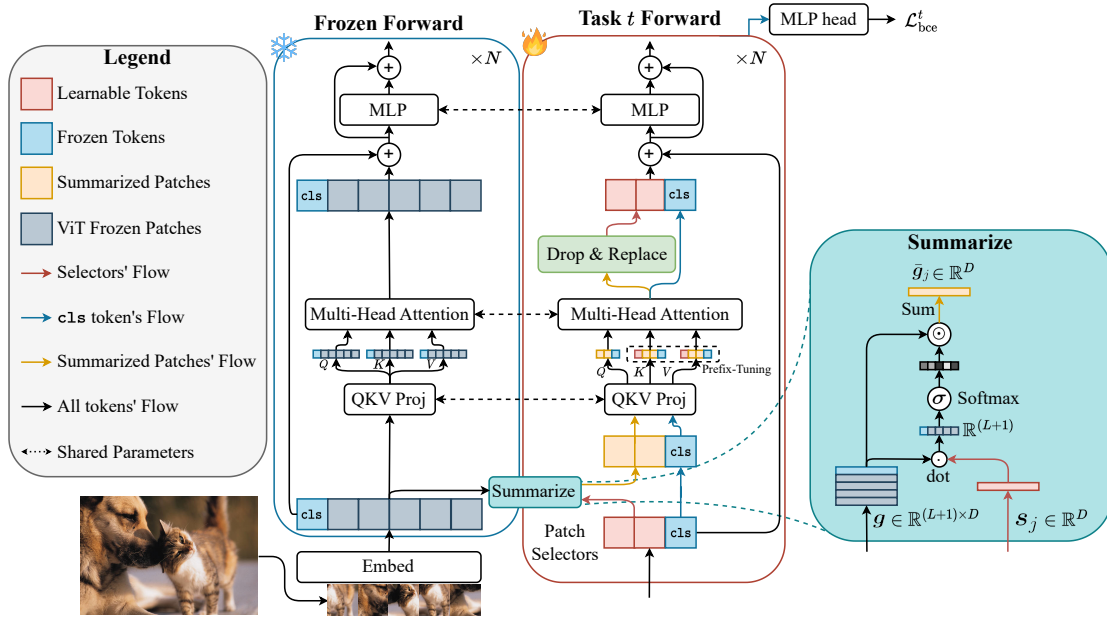 Legend
Learnable Tokens
Frozen Tokens
Summarized Patches
ViT Frozen Patches
Selectors' Flow
cls token's Flow
Summarized Patches' Flow
All tokens' Flow
Shared Parameters
Frozen Forward
×N
+
MLP
+
cls
Multi-Head Attention
Q K V
QKV Proj
cls
Embed
Task t Forward
×N
MLP head
ℒᵗ_bce
+
MLP
+
cls
Drop & Replace
Multi-Head Attention
Q K V
Prefix-Tuning
QKV Proj
cls
Summarize
Patch
Selectors
cls
Summarize
ḡ_j ∈ ℝ^D
Sum
⊙
σ Softmax
ℝ^(L+1)
·
dot
g ∈ ℝ^(L+1)×D
s_j ∈ ℝ^D